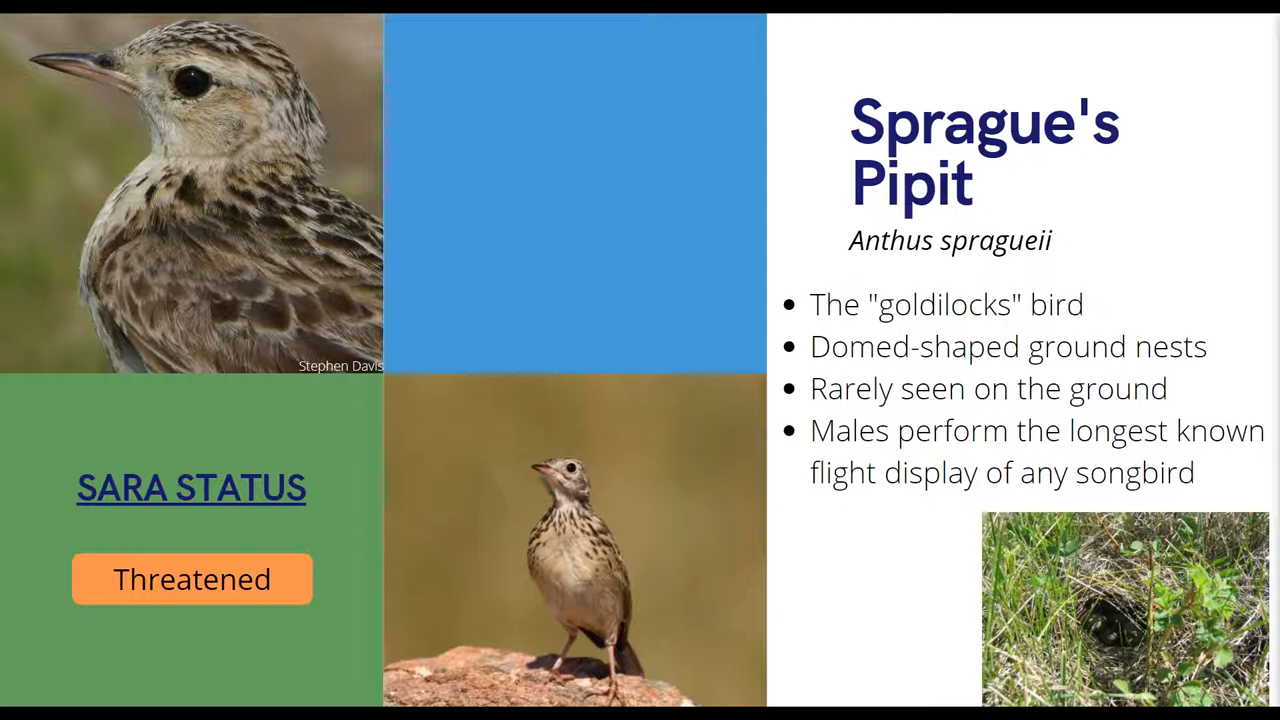 Sprague's
Pipit
Anthus spragueii
The "goldilocks" bird
Domed-shaped ground nests
Rarely seen on the ground
Males perform the longest known
flight display of any songbird
Stephen Davis
SARA STATUS
Threatened